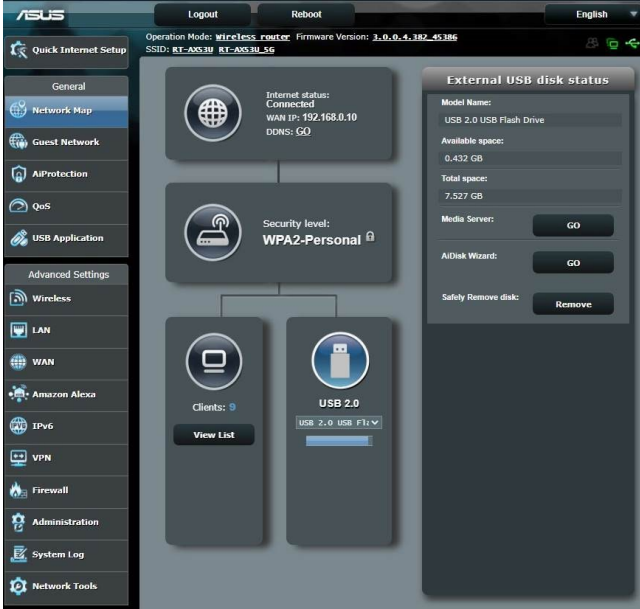 ASUS
Logout
Reboot
English
Quick Internet Setup
Operation Mode: Wireless router Firmware Version: 3.0.0.4.382_45386
SSID: RT-AX53U RT-AX53U_5G
General
Network Map
Guest Network
AiProtection
QoS
USB Application
Advanced Settings
Wireless
LAN
WAN
Amazon Alexa
IPv6
VPN
Firewall
Administration
System Log
Network Tools
Internet status:
Connected
WAN IP: 192.168.0.10
DDNS: GO
Security level:
WPA2-Personal
Clients: 9
View List
USB 2.0
USB 2.0 USB Fl
External USB disk status
Model Name:
USB 2.0 USB Flash Drive
Available space:
0.432 GB
Total space:
7.527 GB
Media Server: GO
AiDisk Wizard: GO
Safely Remove disk: Remove